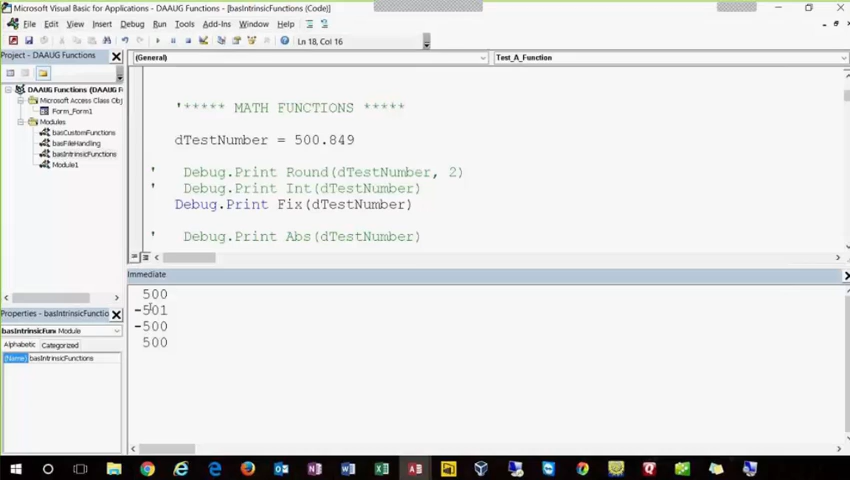 Microsoft Visual Basic for Applications - DAAUG Functions - [basIntrinsicFunctions (Code)]
File Edit View Insert Debug Run Tools Add-Ins Window Help
Ln 18, Col 16
Project - DAAUG Functions
(General) Test_A_Function
DAAUG Functions (DAAUG F
Microsoft Access Class Obj
Form_Form1
Modules
basCustomFunctions
basFileHandling
basIntrinsicFunctions
Module1
'***** MATH FUNCTIONS *****
dTestNumber = 500.849
' Debug.Print Round(dTestNumber, 2)
' Debug.Print Int(dTestNumber)
Debug.Print Fix(dTestNumber)
' Debug.Print Abs(dTestNumber)
Immediate
500
-501
-500
500
Properties - basIntrinsicFunctio
basIntrinsicFun Module
Alphabetic Categorized
(Name) basIntrinsicFunctions